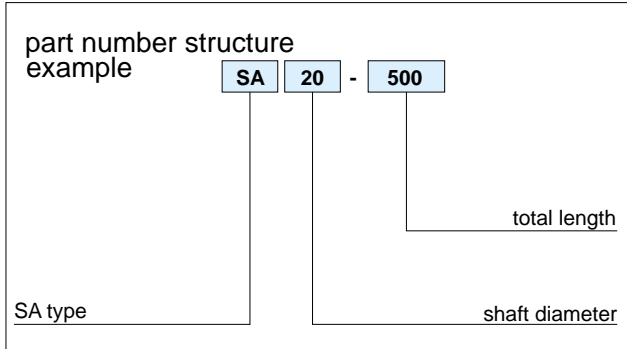 part number structure
example
SA 20 - 500
total length
SA type shaft diameter